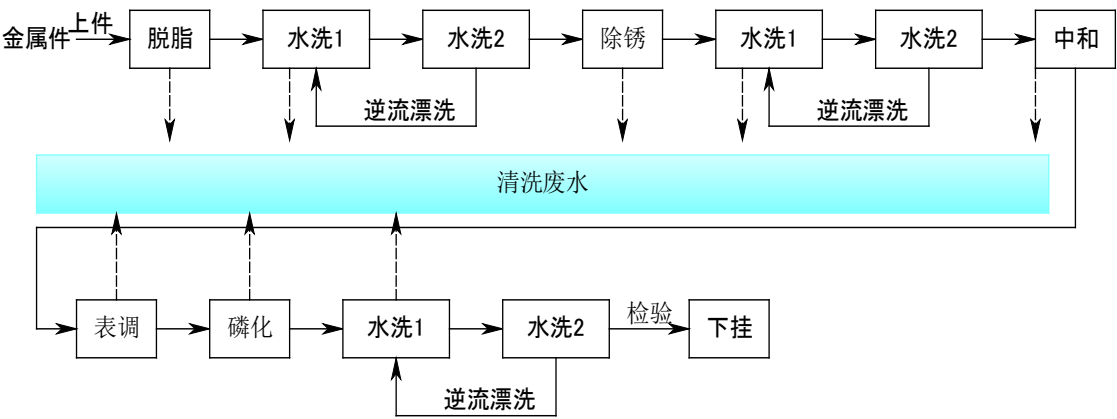 金属件 上件 脱脂 水洗1 水洗2 除锈 水洗1 水洗2 中和
逆流漂洗 逆流漂洗
清洗废水
表调 磷化 水洗1 水洗2 检验 下挂
逆流漂洗